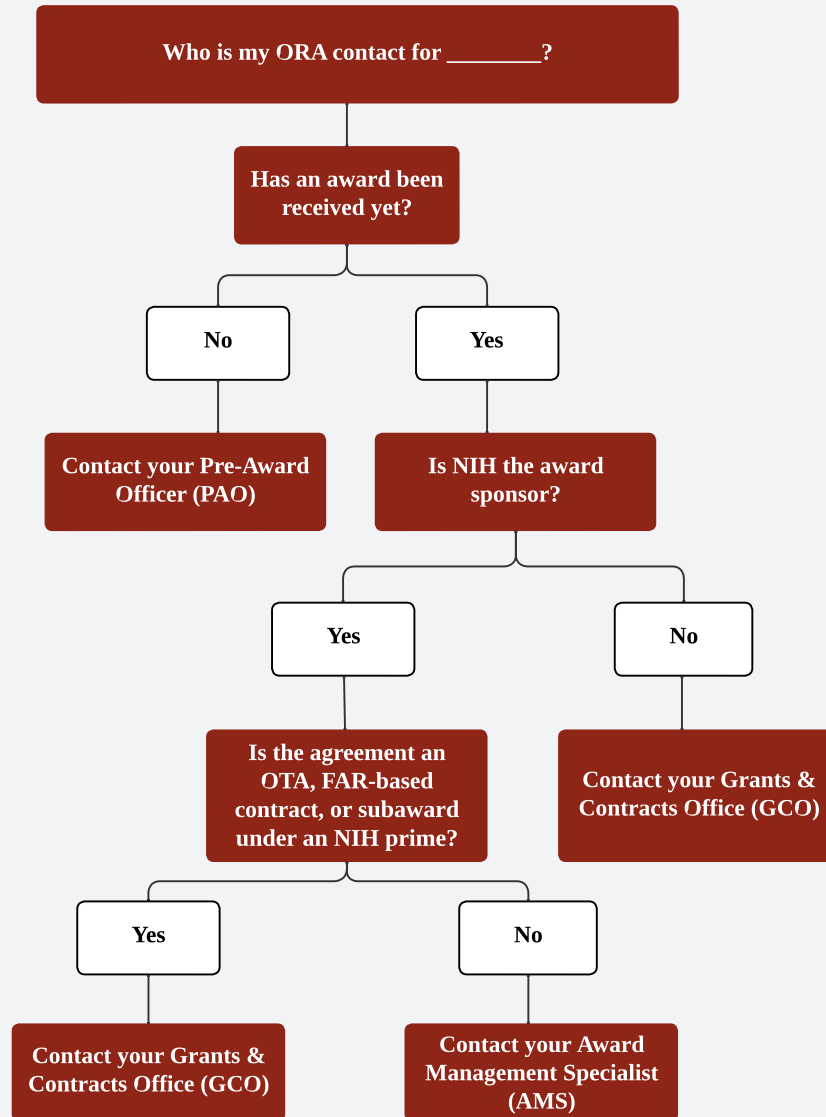 Who is my ORA contact for ________?
Has an award been
received yet?
No
Yes
Contact your Pre-Award
Officer (PAO)
Is NIH the award
sponsor?
Yes
No
Is the agreement an
OTA, FAR-based
contract, or subaward
under an NIH prime?
Contact your Grants &
Contracts Office (GCO)
Yes
No
Contact your Grants &
Contracts Office (GCO)
Contact your Award
Management Specialist
(AMS)